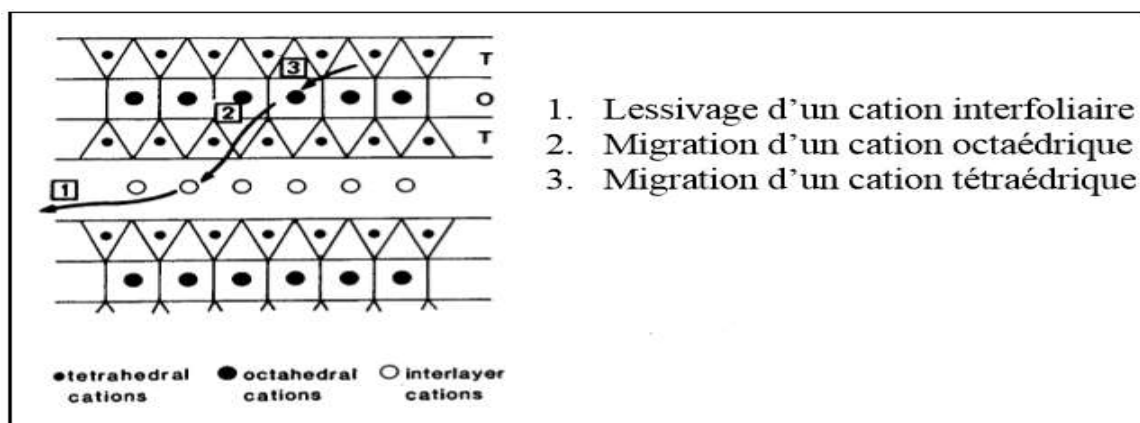 3
T
O
2
T
1
1. Lessivage d’un cation interfoliaire
2. Migration d’un cation octaédrique
3. Migration d’un cation tétraédrique
tetrahedral cations
octahedral cations
interlayer cations